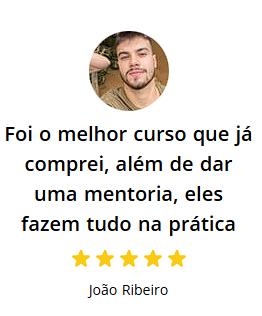 Foi o melhor curso que já
comprei, além de dar
uma mentoria, eles
fazem tudo na prática
João Ribeiro